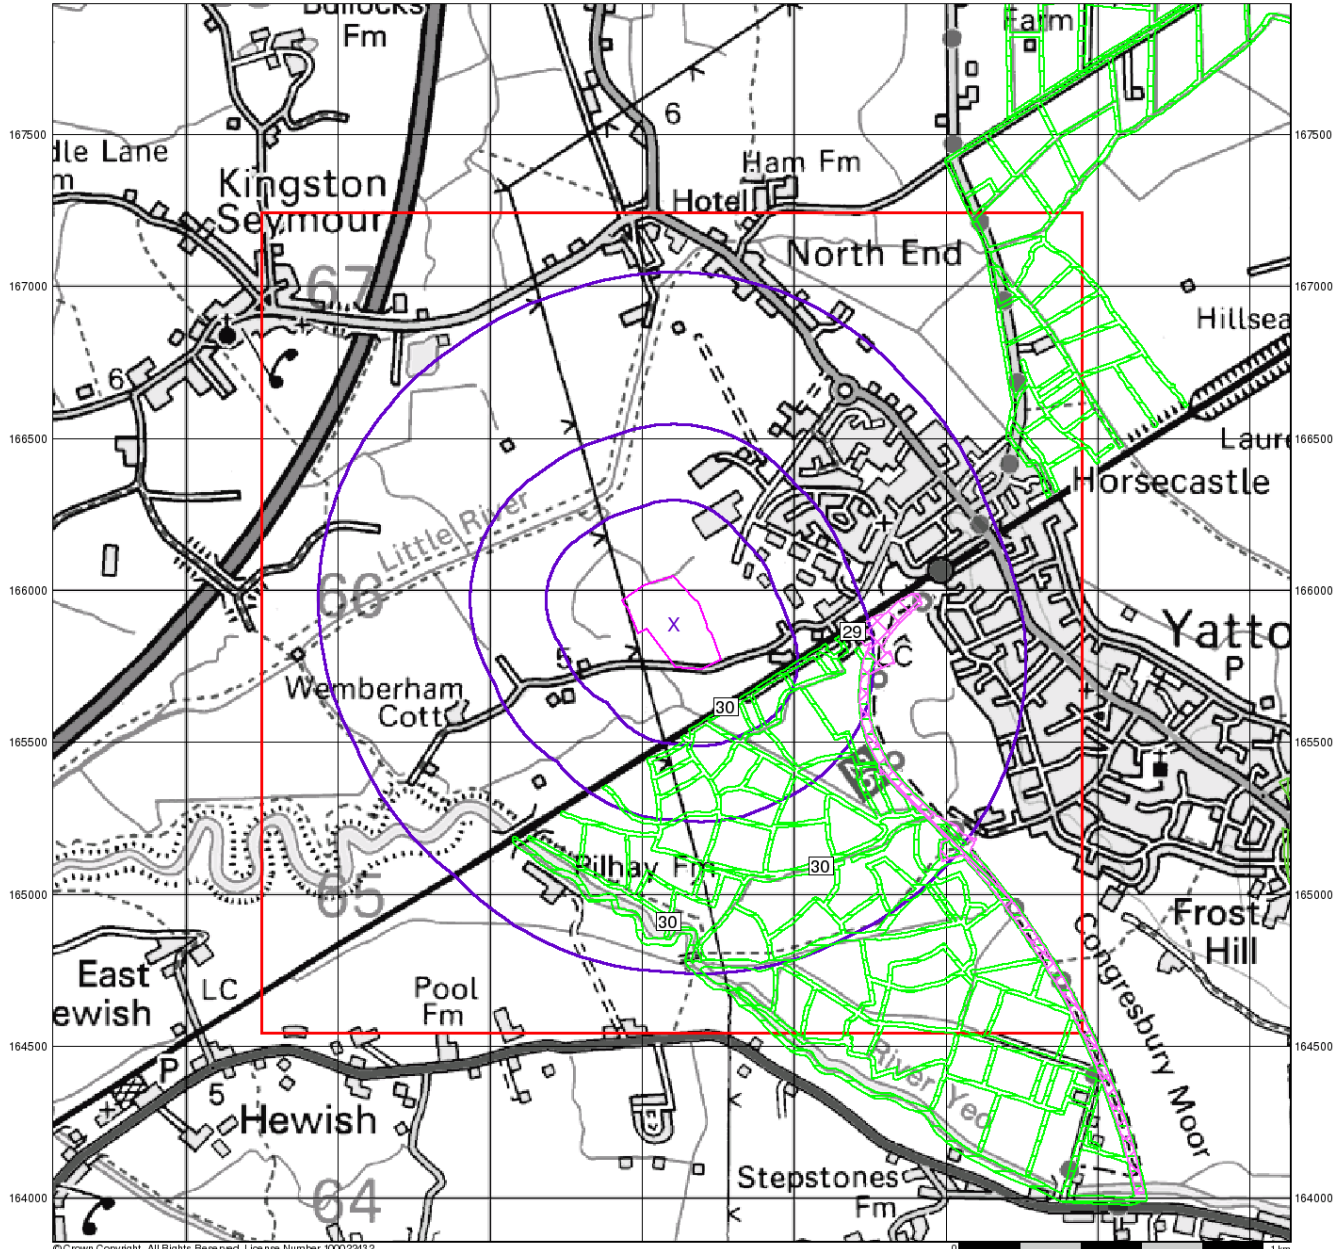 Bullocks
Fm
Farm
6
167500
167500
Ham Fm
Kingston
Seymour
Hotel
North End
67
167000
167000
Hillsea
6
166500
166500
Laure
Horsecastle
Little River
66
166000
166000
X
29
Yatto
P
LC
5
Wemberham
Cott
30
165500
165500
Pilhay Fm
30
65
165000
165000
30
Frost
Hill
Congresbury Moor
East
ewish
LC
Pool
Fm
164500
164500
P
5
River Yeo
Hewish
Stepstones
Fm
64
164000
164000
© Crown Copyright. All Rights Reserved. License Number 100022432
0
1 km